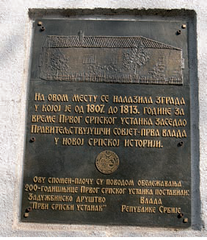 НА ОВОМ МЕСТУ СЕ НАЛАЗИЛА ЗГРАДА
У КОЈОЈ ЈЕ ОД 1807. ДО 1813. ГОДИНЕ ЗА
ВРЕМЕ ПРВОГ СРПСКОГ УСТАНКА ЗАСЕДАО
ПРАВИТЕЛЬСТВУЮЩИ СОВЈЕТ-ПРВА ВЛАДА
У НОВОЈ СРПСКОЈ ИСТОРИЈИ.
ОВУ СПОМЕН-ПЛОЧУ СУ ПОВОДОМ ОБЕЛЕЖАВАЊА
200-ГОДИШЊИЦЕ ПРВОГ СРПСКОГ УСТАНКА ПОСТАВИЛИ:
ЗАДУЖБИНСКО ДРУШТВО ВЛАДА
"ПРВИ СРПСКИ УСТАНАК" РЕПУБЛИКЕ СРБИЈЕ